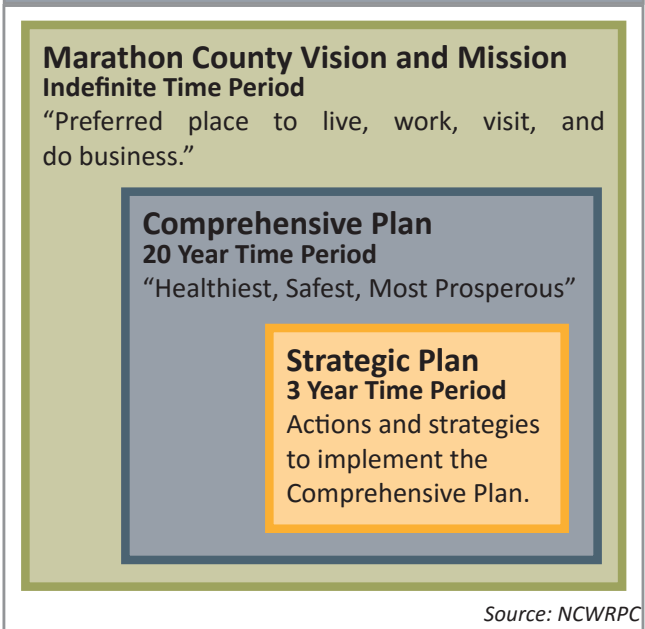 Marathon County Vision and Mission
Indefinite Time Period
“Preferred place to live, work, visit, and
do business.”
Comprehensive Plan
20 Year Time Period
“Healthiest, Safest, Most Prosperous”
Strategic Plan
3 Year Time Period
Actions and strategies
to implement the
Comprehensive Plan.
Source: NCWRPC